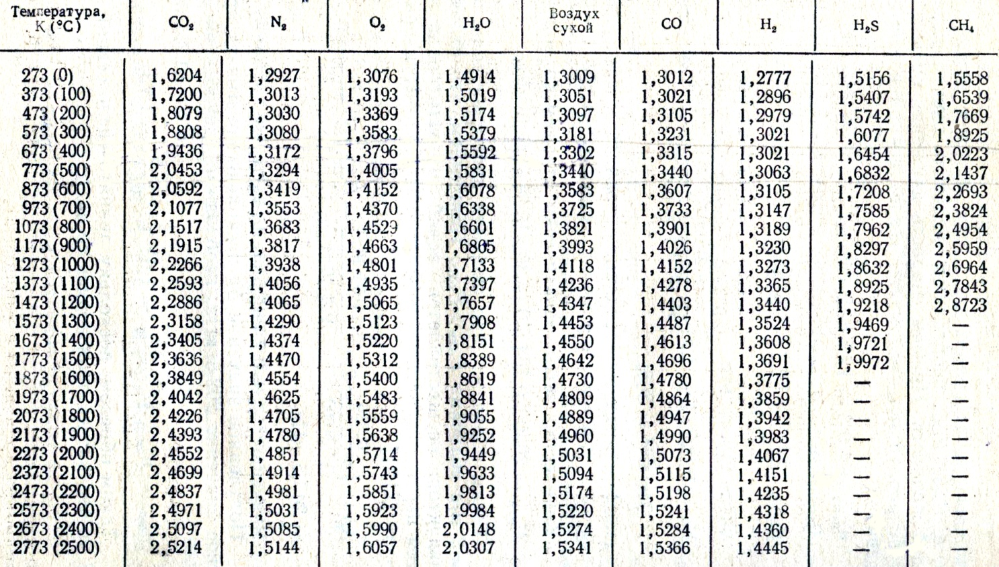 Температура, К (°С) CO₂ N₂ O₂ H₂O Воздух сухой CO H₂ H₂S CH₄
273 (0) 1,6204 1,2927 1,3076 1,4914 1,3009 1,3012 1,2777 1,5156 1,5558
373 (100) 1,7200 1,3013 1,3193 1,5019 1,3051 1,3021 1,2896 1,5407 1,6539
473 (200) 1,8079 1,3030 1,3369 1,5174 1,3097 1,3105 1,2979 1,5742 1,7669
573 (300) 1,8808 1,3080 1,3583 1,5379 1,3181 1,3231 1,3021 1,6077 1,8925
673 (400) 1,9436 1,3172 1,3796 1,5592 1,3302 1,3315 1,3021 1,6454 2,0223
773 (500) 2,0453 1,3294 1,4005 1,5831 1,3440 1,3440 1,3063 1,6832 2,1437
873 (600) 2,0592 1,3419 1,4152 1,6078 1,3583 1,3607 1,3105 1,7208 2,2693
973 (700) 2,1077 1,3553 1,4370 1,6338 1,3725 1,3733 1,3147 1,7585 2,3824
1073 (800) 2,1517 1,3683 1,4529 1,6601 1,3821 1,3901 1,3189 1,7962 2,4954
1173 (900) 2,1915 1,3817 1,4663 1,6865 1,3993 1,4026 1,3230 1,8297 2,5959
1273 (1000) 2,2266 1,3938 1,4801 1,7133 1,4118 1,4152 1,3273 1,8632 2,6964
1373 (1100) 2,2593 1,4056 1,4935 1,7397 1,4236 1,4278 1,3365 1,8925 2,7843
1473 (1200) 2,2886 1,4065 1,5065 1,7657 1,4347 1,4403 1,3440 1,9218 2,8723
1573 (1300) 2,3158 1,4290 1,5123 1,7908 1,4453 1,4487 1,3524 1,9469 —
1673 (1400) 2,3405 1,4374 1,5220 1,8151 1,4550 1,4613 1,3608 1,9721 —
1773 (1500) 2,3636 1,4470 1,5312 1,8389 1,4642 1,4696 1,3691 1,9972 —
1873 (1600) 2,3849 1,4554 1,5400 1,8619 1,4730 1,4780 1,3775 — —
1973 (1700) 2,4042 1,4625 1,5483 1,8841 1,4809 1,4864 1,3859 — —
2073 (1800) 2,4226 1,4705 1,5559 1,9055 1,4889 1,4947 1,3942 — —
2173 (1900) 2,4393 1,4780 1,5638 1,9252 1,4960 1,4990 1,3983 — —
2273 (2000) 2,4552 1,4851 1,5714 1,9449 1,5031 1,5073 1,4067 — —
2373 (2100) 2,4699 1,4914 1,5743 1,9633 1,5094 1,5115 1,4151 — —
2473 (2200) 2,4837 1,4981 1,5851 1,9813 1,5174 1,5198 1,4235 — —
2573 (2300) 2,4971 1,5031 1,5923 1,9984 1,5220 1,5241 1,4318 — —
2673 (2400) 2,5097 1,5085 1,5990 2,0148 1,5274 1,5284 1,4360 — —
2773 (2500) 2,5214 1,5144 1,6057 2,0307 1,5341 1,5366 1,4445 — —